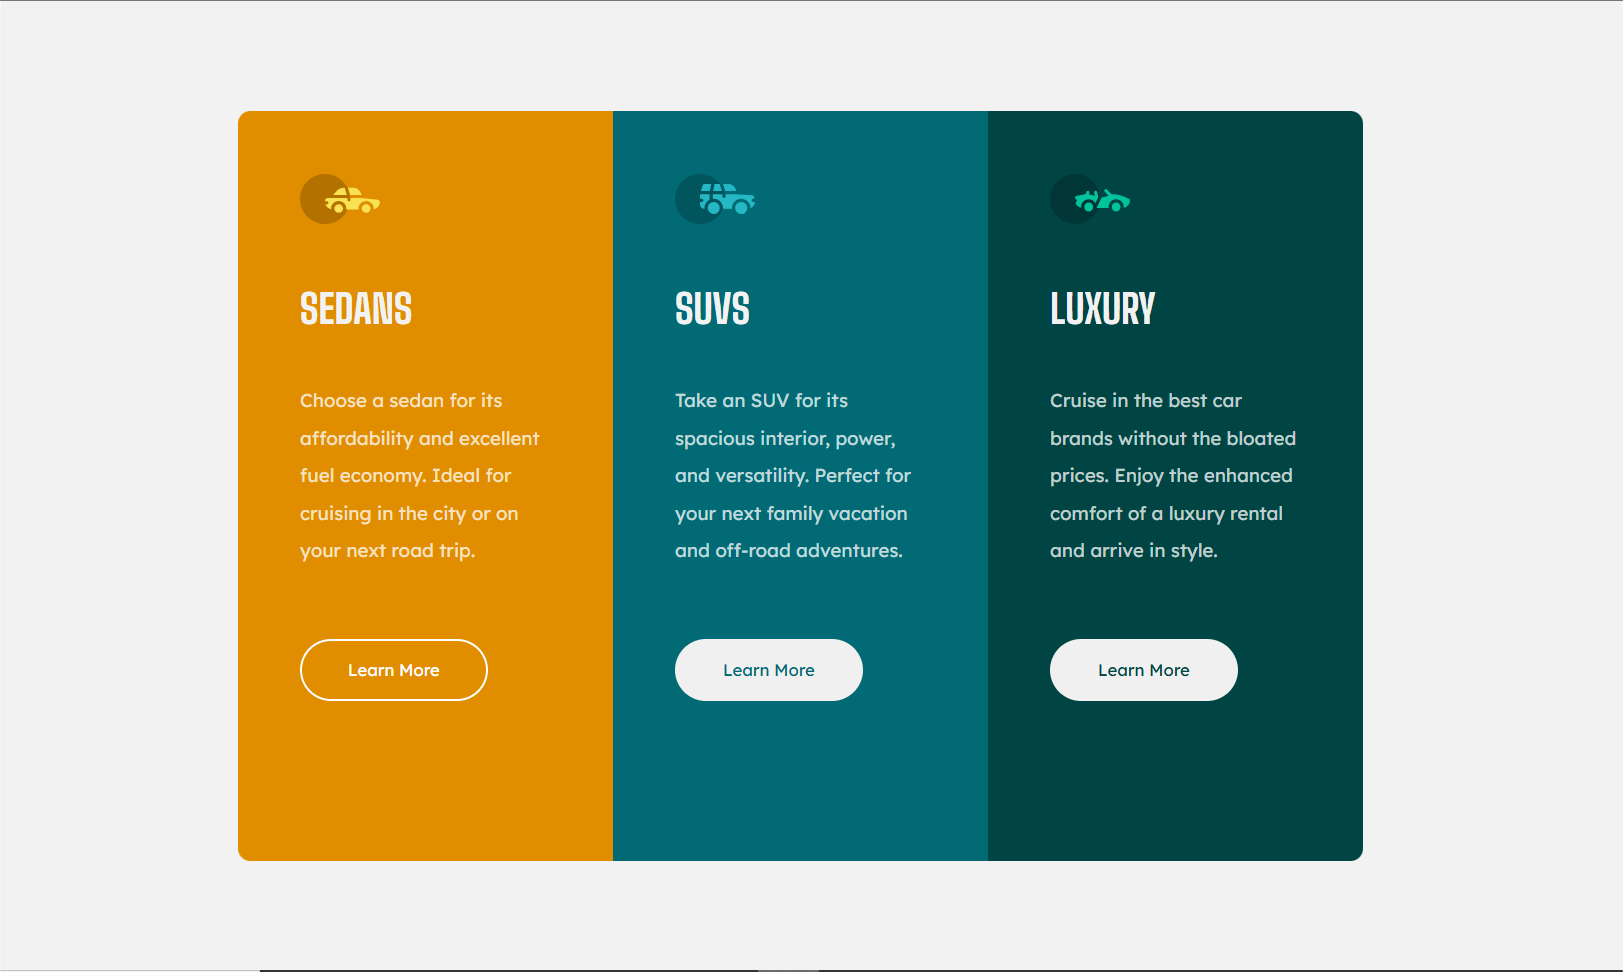 SEDANS
Choose a sedan for its
affordability and excellent
fuel economy. Ideal for
cruising in the city or on
your next road trip.
Learn More
SUVS
Take an SUV for its
spacious interior, power,
and versatility. Perfect for
your next family vacation
and off-road adventures.
Learn More
LUXURY
Cruise in the best car
brands without the bloated
prices. Enjoy the enhanced
comfort of a luxury rental
and arrive in style.
Learn More